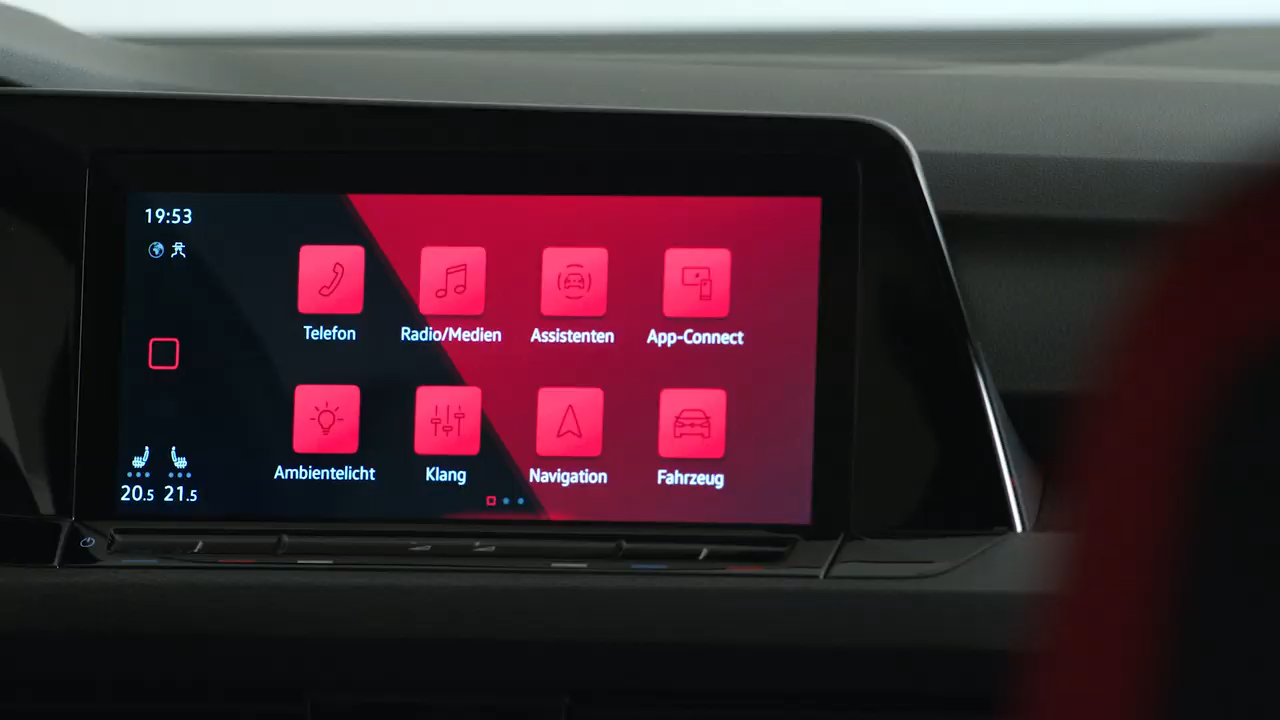 19:53
Telefon
Radio/Medien
Assistenten
App-Connect
Ambientelicht
Klang
Navigation
Fahrzeug
20.5 21.5